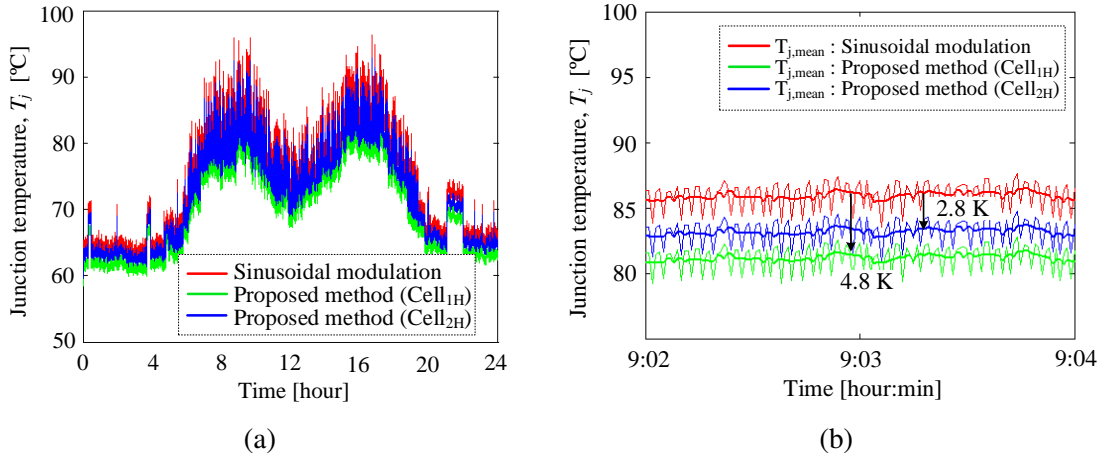 100
90
80
70
60
50
Junction temperature, Tj [ºC]
Sinusoidal modulation
Proposed method (Cell1H)
Proposed method (Cell2H)
0 4 8 12 16 20 24
Time [hour]
(a)
100
95
90
85
80
Junction temperature, Tj [ºC]
Tj,mean : Sinusoidal modulation
Tj,mean : Proposed method (Cell1H)
Tj,mean : Proposed method (Cell2H)
2.8 K
4.8 K
9:02 9:03 9:04
Time [hour:min]
(b)